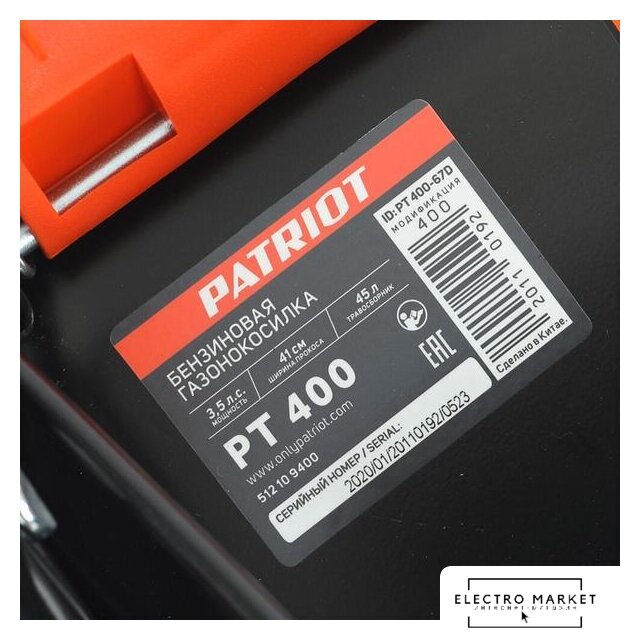 PATRIOT
БЕНЗИНОВАЯ
ГАЗОНОКОСИЛКА
3,5 Л.С.
МОЩНОСТЬ
41 СМ
ШИРИНА ПРОКОСА
45 Л
ТРАВОСБОРНИК
PT 400
www.onlypatriot.com
512 10 9400
EAC
СЕРИЙНЫЙ НОМЕР / SERIAL:
2020/01/20110192/0523
ID: PT 400-67D
МОДИФИКАЦИЯ
400
2011 0192
Сделано в Китае.
ELECTRO MARKET